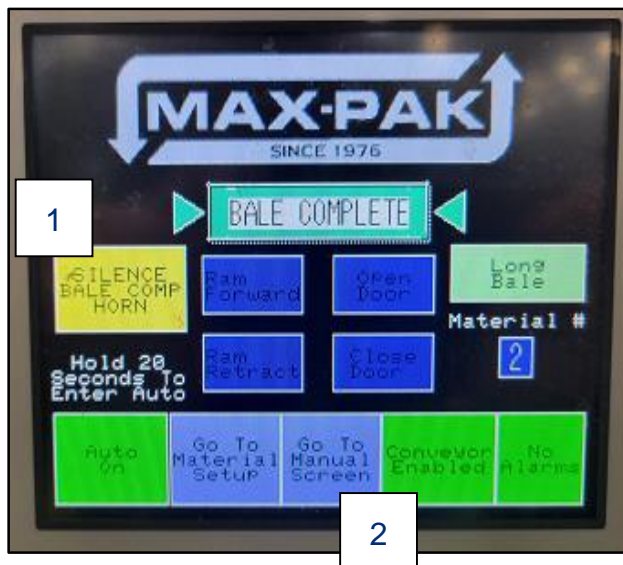 MAX-PAK
SINCE 1976
1
BALE COMPLETE
SILENCE
BALE COMP
HORN
Ram
Forward
Open
Door
Long
Bale
Material #
2
Hold 20
Seconds To
Enter Auto
Ram
Retract
Close
Door
Auto
On
Go To
Material
Setup
Go To
Manual
Screen
Conveyor
Enabled
No
Alarms
2